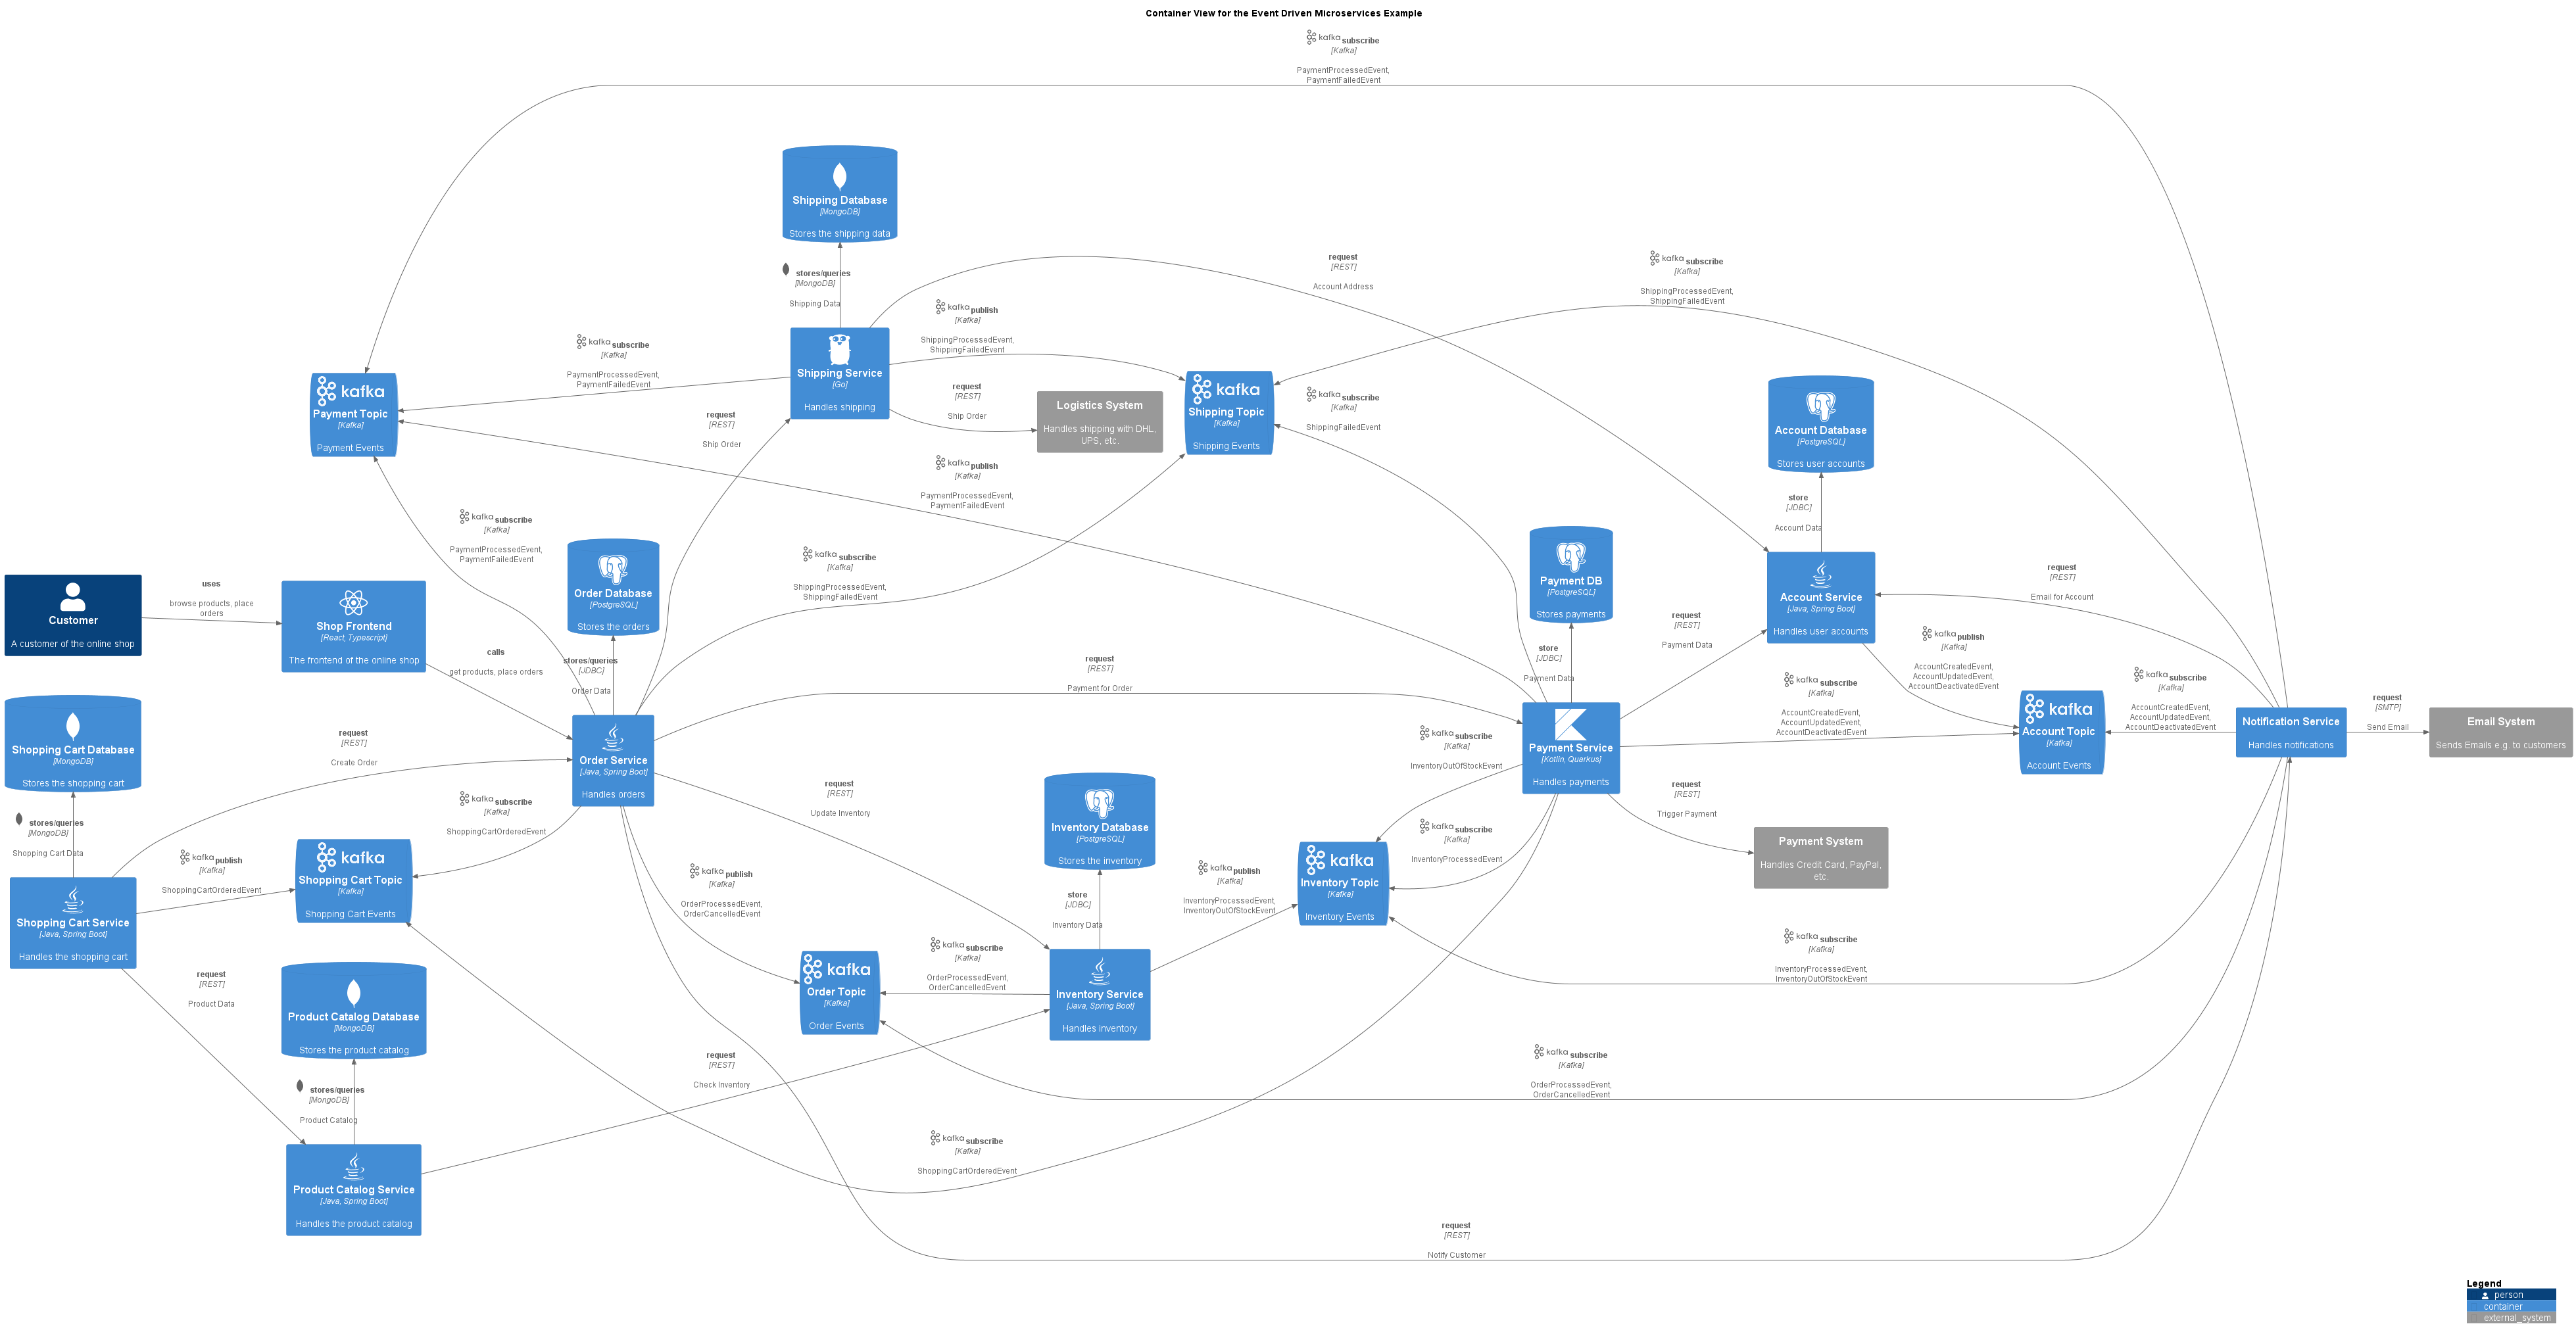 Container View for the Event Driven Microservices Example
kafka subscribe
[Kafka]
PaymentProcessedEvent,
PaymentFailedEvent
Shipping Database
[MongoDB]
Stores the shipping data
stores/queries
[MongoDB]
Shipping Data
Shipping Service
[Go]
Handles shipping
kafka publish
[Kafka]
ShippingProcessedEvent,
ShippingFailedEvent
request
[REST]
Account Address
kafka subscribe
[Kafka]
ShippingProcessedEvent,
ShippingFailedEvent
kafka subscribe
[Kafka]
PaymentProcessedEvent,
PaymentFailedEvent
kafka
Payment Topic
[Kafka]
Payment Events
request
[REST]
Ship Order
request
[REST]
Ship Order
Logistics System
Handles shipping with DHL,
UPS, etc.
kafka
Shipping Topic
[Kafka]
Shipping Events
kafka subscribe
[Kafka]
ShippingFailedEvent
Account Database
[PostgreSQL]
Stores user accounts
store
[JDBC]
Account Data
kafka publish
[Kafka]
PaymentProcessedEvent,
PaymentFailedEvent
kafka subscribe
[Kafka]
PaymentProcessedEvent,
PaymentFailedEvent
kafka subscribe
[Kafka]
ShippingProcessedEvent,
ShippingFailedEvent
Customer
A customer of the online shop
uses
browse products, place
orders
Shop Frontend
[React, Typescript]
The frontend of the online shop
calls
get products, place orders
Order Database
[PostgreSQL]
Stores the orders
stores/queries
[JDBC]
Order Data
Payment DB
[PostgreSQL]
Stores payments
store
[JDBC]
Payment Data
request
[REST]
Payment Data
Account Service
[Java, Spring Boot]
Handles user accounts
request
[REST]
Email for Account
kafka publish
[Kafka]
AccountCreatedEvent,
AccountUpdatedEvent,
AccountDeactivatedEvent
kafka subscribe
[Kafka]
AccountCreatedEvent,
AccountUpdatedEvent,
AccountDeactivatedEvent
kafka
Account Topic
[Kafka]
Account Events
kafka subscribe
[Kafka]
AccountCreatedEvent,
AccountUpdatedEvent,
AccountDeactivatedEvent
Notification Service
Handles notifications
request
[SMTP]
Send Email
Email System
Sends Emails e.g. to customers
Shopping Cart Database
[MongoDB]
Stores the shopping cart
stores/queries
[MongoDB]
Shopping Cart Data
request
[REST]
Create Order
Order Service
[Java, Spring Boot]
Handles orders
request
[REST]
Payment for Order
Payment Service
[Kotlin, Quarkus]
Handles payments
kafka subscribe
[Kafka]
InventoryOutOfStockEvent
kafka subscribe
[Kafka]
InventoryProcessedEvent
request
[REST]
Trigger Payment
Payment System
Handles Credit Card, PayPal,
etc.
request
[REST]
Update Inventory
Inventory Database
[PostgreSQL]
Stores the inventory
store
[JDBC]
Inventory Data
kafka publish
[Kafka]
InventoryProcessedEvent,
InventoryOutOfStockEvent
kafka
Inventory Topic
[Kafka]
Inventory Events
kafka subscribe
[Kafka]
ShoppingCartOrderedEvent
kafka publish
[Kafka]
ShoppingCartOrderedEvent
kafka
Shopping Cart Topic
[Kafka]
Shopping Cart Events
Shopping Cart Service
[Java, Spring Boot]
Handles the shopping cart
kafka publish
[Kafka]
OrderProcessedEvent,
OrderCancelledEvent
kafka
Order Topic
[Kafka]
Order Events
kafka subscribe
[Kafka]
OrderProcessedEvent,
OrderCancelledEvent
Inventory Service
[Java, Spring Boot]
Handles inventory
kafka subscribe
[Kafka]
InventoryProcessedEvent,
InventoryOutOfStockEvent
request
[REST]
Product Data
Product Catalog Database
[MongoDB]
Stores the product catalog
stores/queries
[MongoDB]
Product Catalog
request
[REST]
Check Inventory
kafka subscribe
[Kafka]
OrderProcessedEvent,
OrderCancelledEvent
Product Catalog Service
[Java, Spring Boot]
Handles the product catalog
kafka subscribe
[Kafka]
ShoppingCartOrderedEvent
request
[REST]
Notify Customer
Legend
person
container
external_system